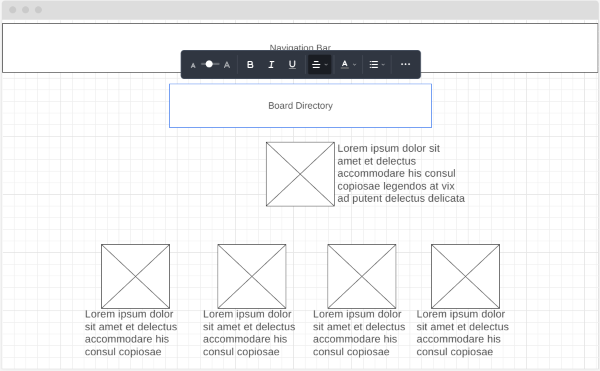 Navigation Bar
A A B I U A
Board Directory
Lorem ipsum dolor sit
amet et delectus
accommodare his consul
copiosae legendos at vix
ad putent delectus delicata
Lorem ipsum dolor
sit amet et delectus
accommodare his
consul copiosae
Lorem ipsum dolor
sit amet et delectus
accommodare his
consul copiosae
Lorem ipsum dolor
sit amet et delectus
accommodare his
consul copiosae
Lorem ipsum dolor
sit amet et delectus
accommodare his
consul copiosae